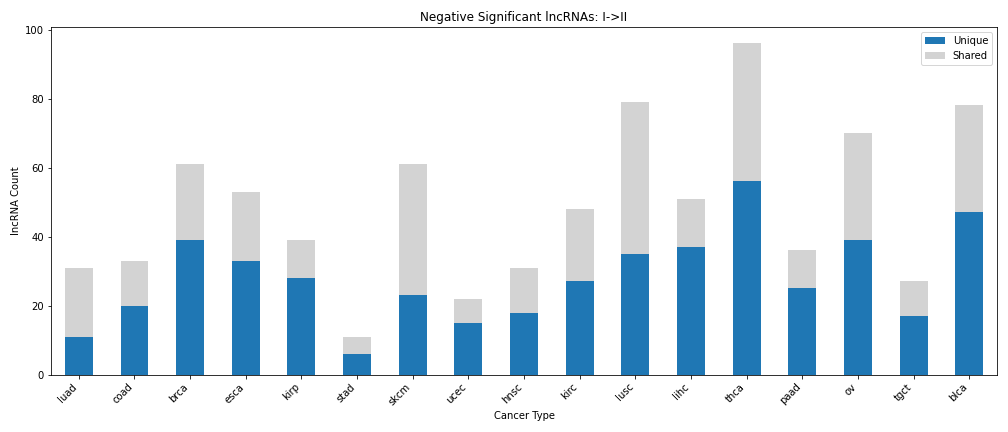 Negative Significant lncRNAs: I->II
Unique
Shared
100
80
60
40
20
0
lncRNA Count
luad
coad
brca
esca
kirp
stad
skcm
ucec
hnsc
kirc
lusc
lihc
thca
paad
ov
tgct
blca
Cancer Type